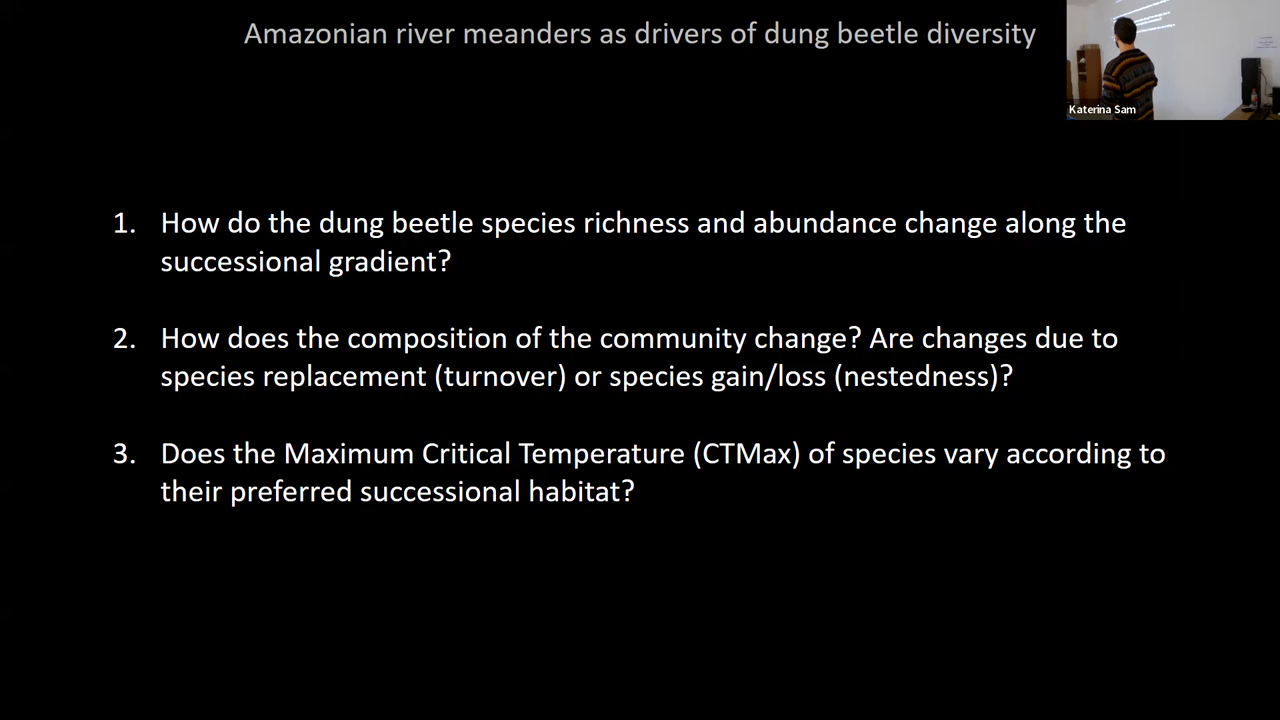 Amazonian river meanders as drivers of dung beetle diversity
Katerina Sam
1. How do the dung beetle species richness and abundance change along the
successional gradient?
2. How does the composition of the community change? Are changes due to
species replacement (turnover) or species gain/loss (nestedness)?
3. Does the Maximum Critical Temperature (CTMax) of species vary according to
their preferred successional habitat?